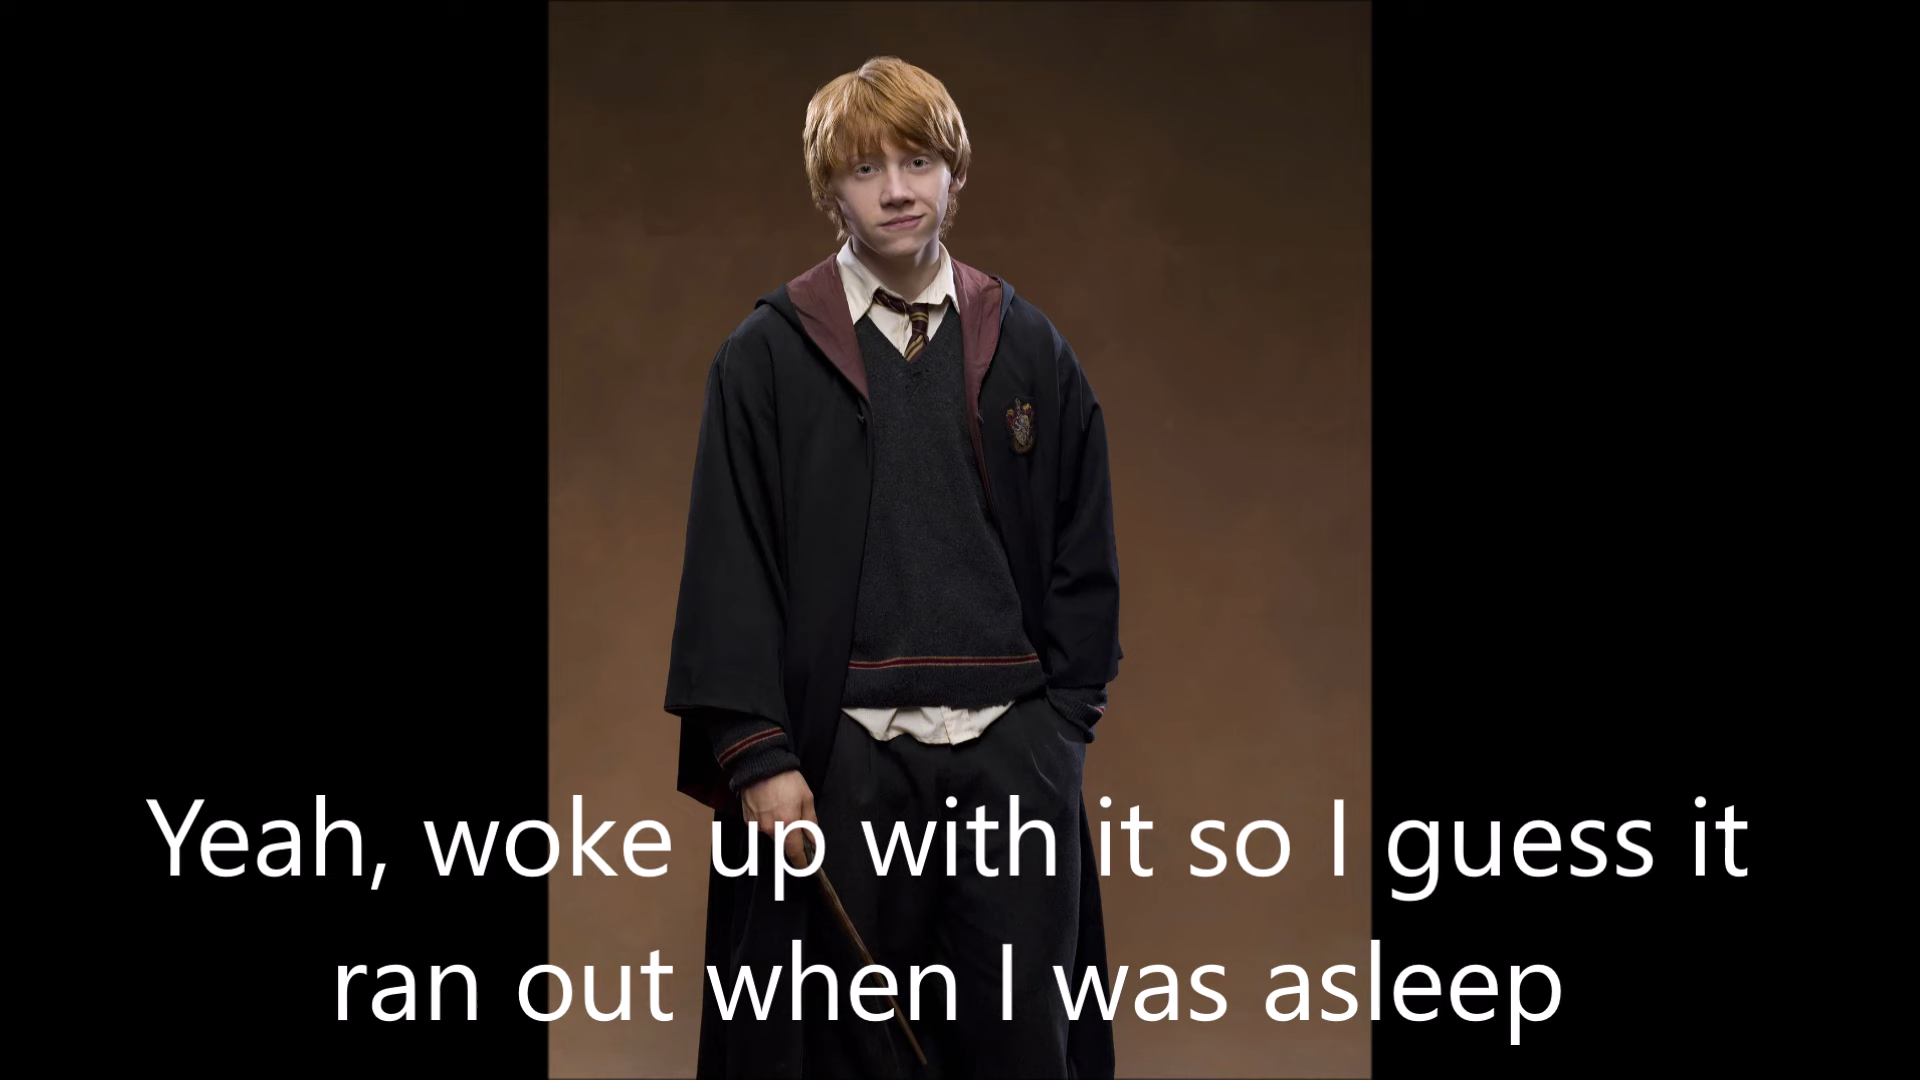 Yeah, woke up with it so I guess it
ran out when I was asleep